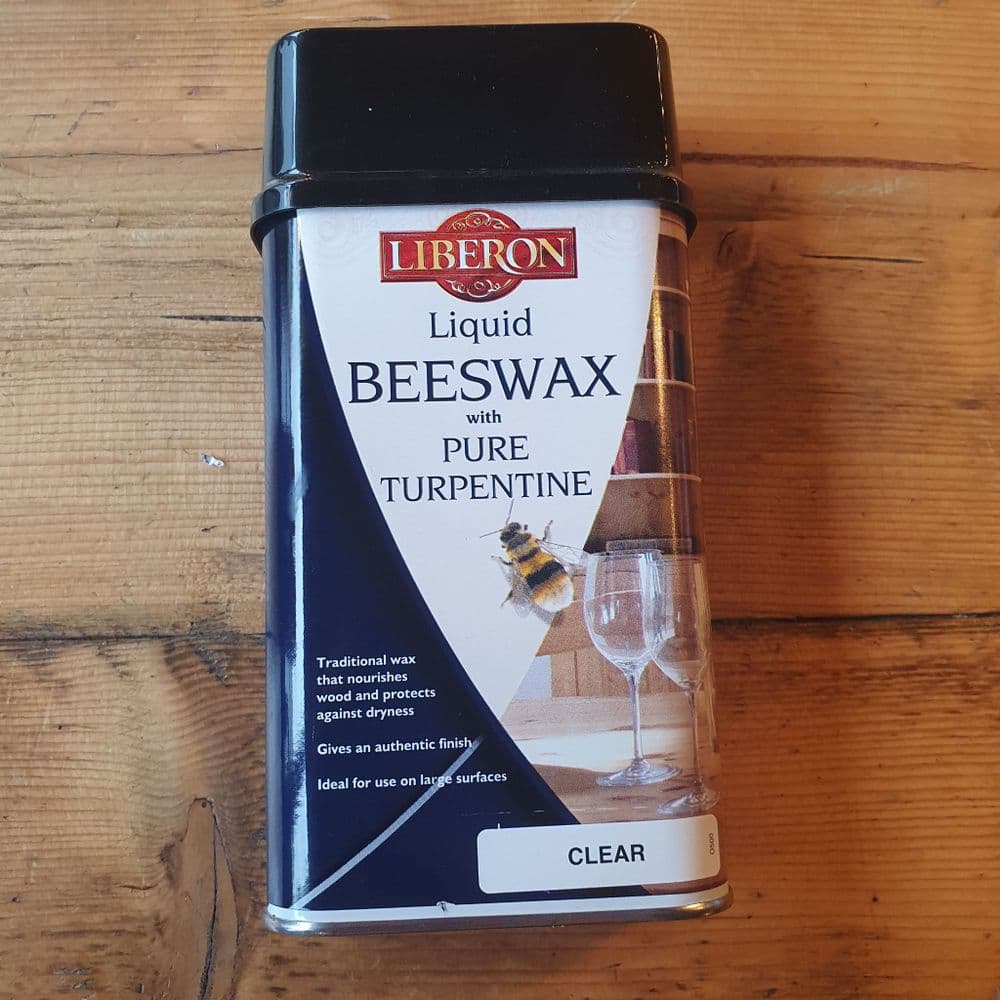 LIBERON
Liquid
BEESWAX
with
PURE
TURPENTINE
Traditional wax
that nourishes
wood and protects
against dryness
Gives an authentic finish
Ideal for use on large surfaces
CLEAR